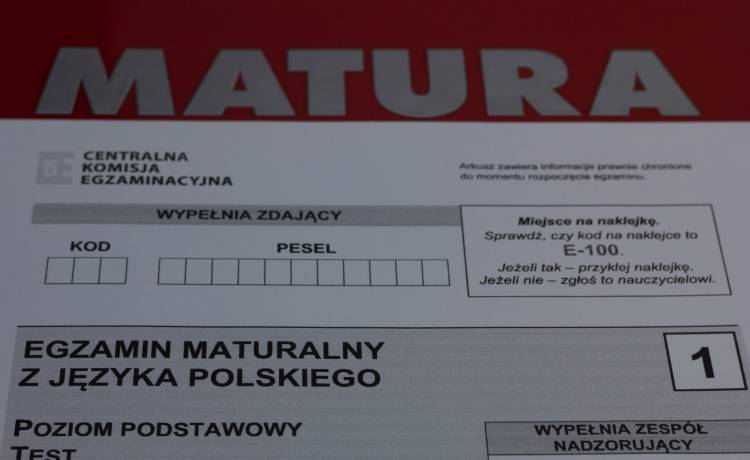 MATURA
CKE
CENTRALNA
KOMISJA
EGZAMINACYJNA
Arkusz zawiera informacje prawnie chronione
do momentu rozpoczęcia egzaminu.
WYPEŁNIA ZDAJĄCY
KOD
PESEL
Miejsce na naklejkę.
Sprawdź, czy kod na naklejce to
E-100.
Jeżeli tak – przyklej naklejkę.
Jeżeli nie – zgłoś to nauczycielowi.
EGZAMIN MATURALNY
Z JĘZYKA POLSKIEGO
1
POZIOM PODSTAWOWY
TEST
WYPEŁNIA ZESPÓŁ
NADZORUJĄCY